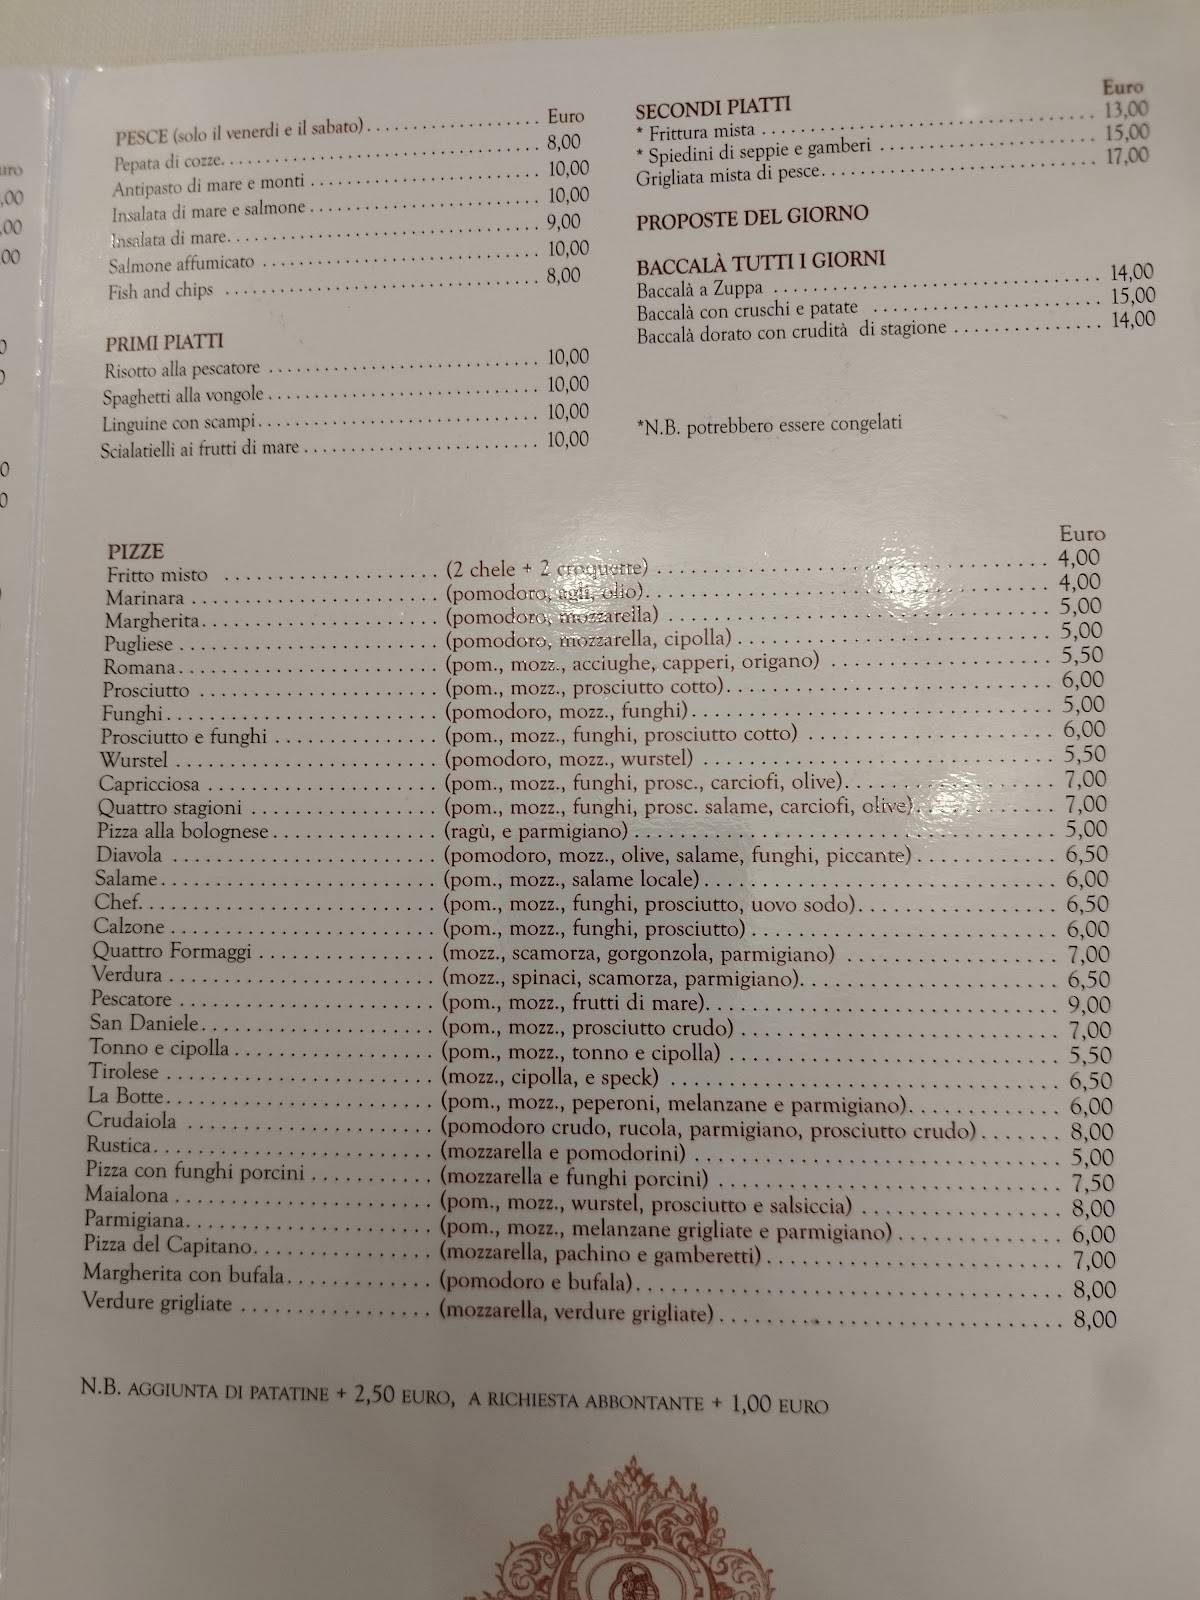 PESCE (solo il venerdi e il sabato) Euro
Pepata di cozze 8,00
Antipasto di mare e monti 10,00
Insalata di mare e salmone 10,00
Insalata di mare 9,00
Salmone affumicato 10,00
Fish and chips 8,00
PRIMI PIATTI
Risotto alla pescatore 10,00
Spaghetti alla vongole 10,00
Linguine con scampi 10,00
Scialatielli ai frutti di mare 10,00
SECONDI PIATTI Euro
* Frittura mista 13,00
* Spiedini di seppie e gamberi 15,00
Grigliata mista di pesce 17,00
PROPOSTE DEL GIORNO
BACCALÀ TUTTI I GIORNI
Baccalà a Zuppa 14,00
Baccalà con cruschi e patate 15,00
Baccalà dorato con crudità di stagione 14,00
*N.B. potrebbero essere congelati
PIZZE Euro
Fritto misto (2 chele + 2 croquette) 4,00
Marinara (pomodoro, agli, olio) 4,00
Margherita (pomodoro, mozzarella) 5,00
Pugliese (pomodoro, mozzarella, cipolla) 5,00
Romana (pom., mozz., acciughe, capperi, origano) 5,50
Prosciutto (pom., mozz., prosciutto cotto) 6,00
Funghi (pomodoro, mozz., funghi) 5,00
Prosciutto e funghi (pom., mozz., funghi, prosciutto cotto) 6,00
Wurstel (pomodoro, mozz., wurstel) 5,50
Capricciosa (pom., mozz., funghi, prosc., carciofi, olive) 7,00
Quattro stagioni (pom., mozz., funghi, prosc. salame, carciofi, olive) 7,00
Pizza alla bolognese (ragù, e parmigiano) 5,00
Diavola (pomodoro, mozz., olive, salame, funghi, piccante) 6,50
Salame (pom., mozz., salame locale) 6,00
Chef (pom., mozz., funghi, prosciutto, uovo sodo) 6,50
Calzone (pom., mozz., funghi, prosciutto) 6,00
Quattro Formaggi (mozz., scamorza, gorgonzola, parmigiano) 7,00
Verdura (mozz., spinaci, scamorza, parmigiano) 6,50
Pescatore (pom., mozz., frutti di mare) 9,00
San Daniele (pom., mozz., prosciutto crudo) 7,00
Tonno e cipolla (pom., mozz., tonno e cipolla) 5,50
Tirolese (mozz., cipolla, e speck) 6,50
La Botte (pom., mozz., peperoni, melanzane e parmigiano) 6,00
Crudaiola (pomodoro crudo, rucola, parmigiano, prosciutto crudo) 8,00
Rustica (mozzarella e pomodorini) 5,00
Pizza con funghi porcini (mozzarella e funghi porcini) 7,50
Maialona (pom., mozz., wurstel, prosciutto e salsiccia) 8,00
Parmigiana (pom., mozz., melanzane grigliate e parmigiano) 6,00
Pizza del Capitano (mozzarella, pachino e gamberetti) 7,00
Margherita con bufala (pomodoro e bufala) 8,00
Verdure grigliate (mozzarella, verdure grigliate) 8,00
N.B. AGGIUNTA DI PATATINE + 2,50 EURO, A RICHIESTA ABBONTANTE + 1,00 EURO